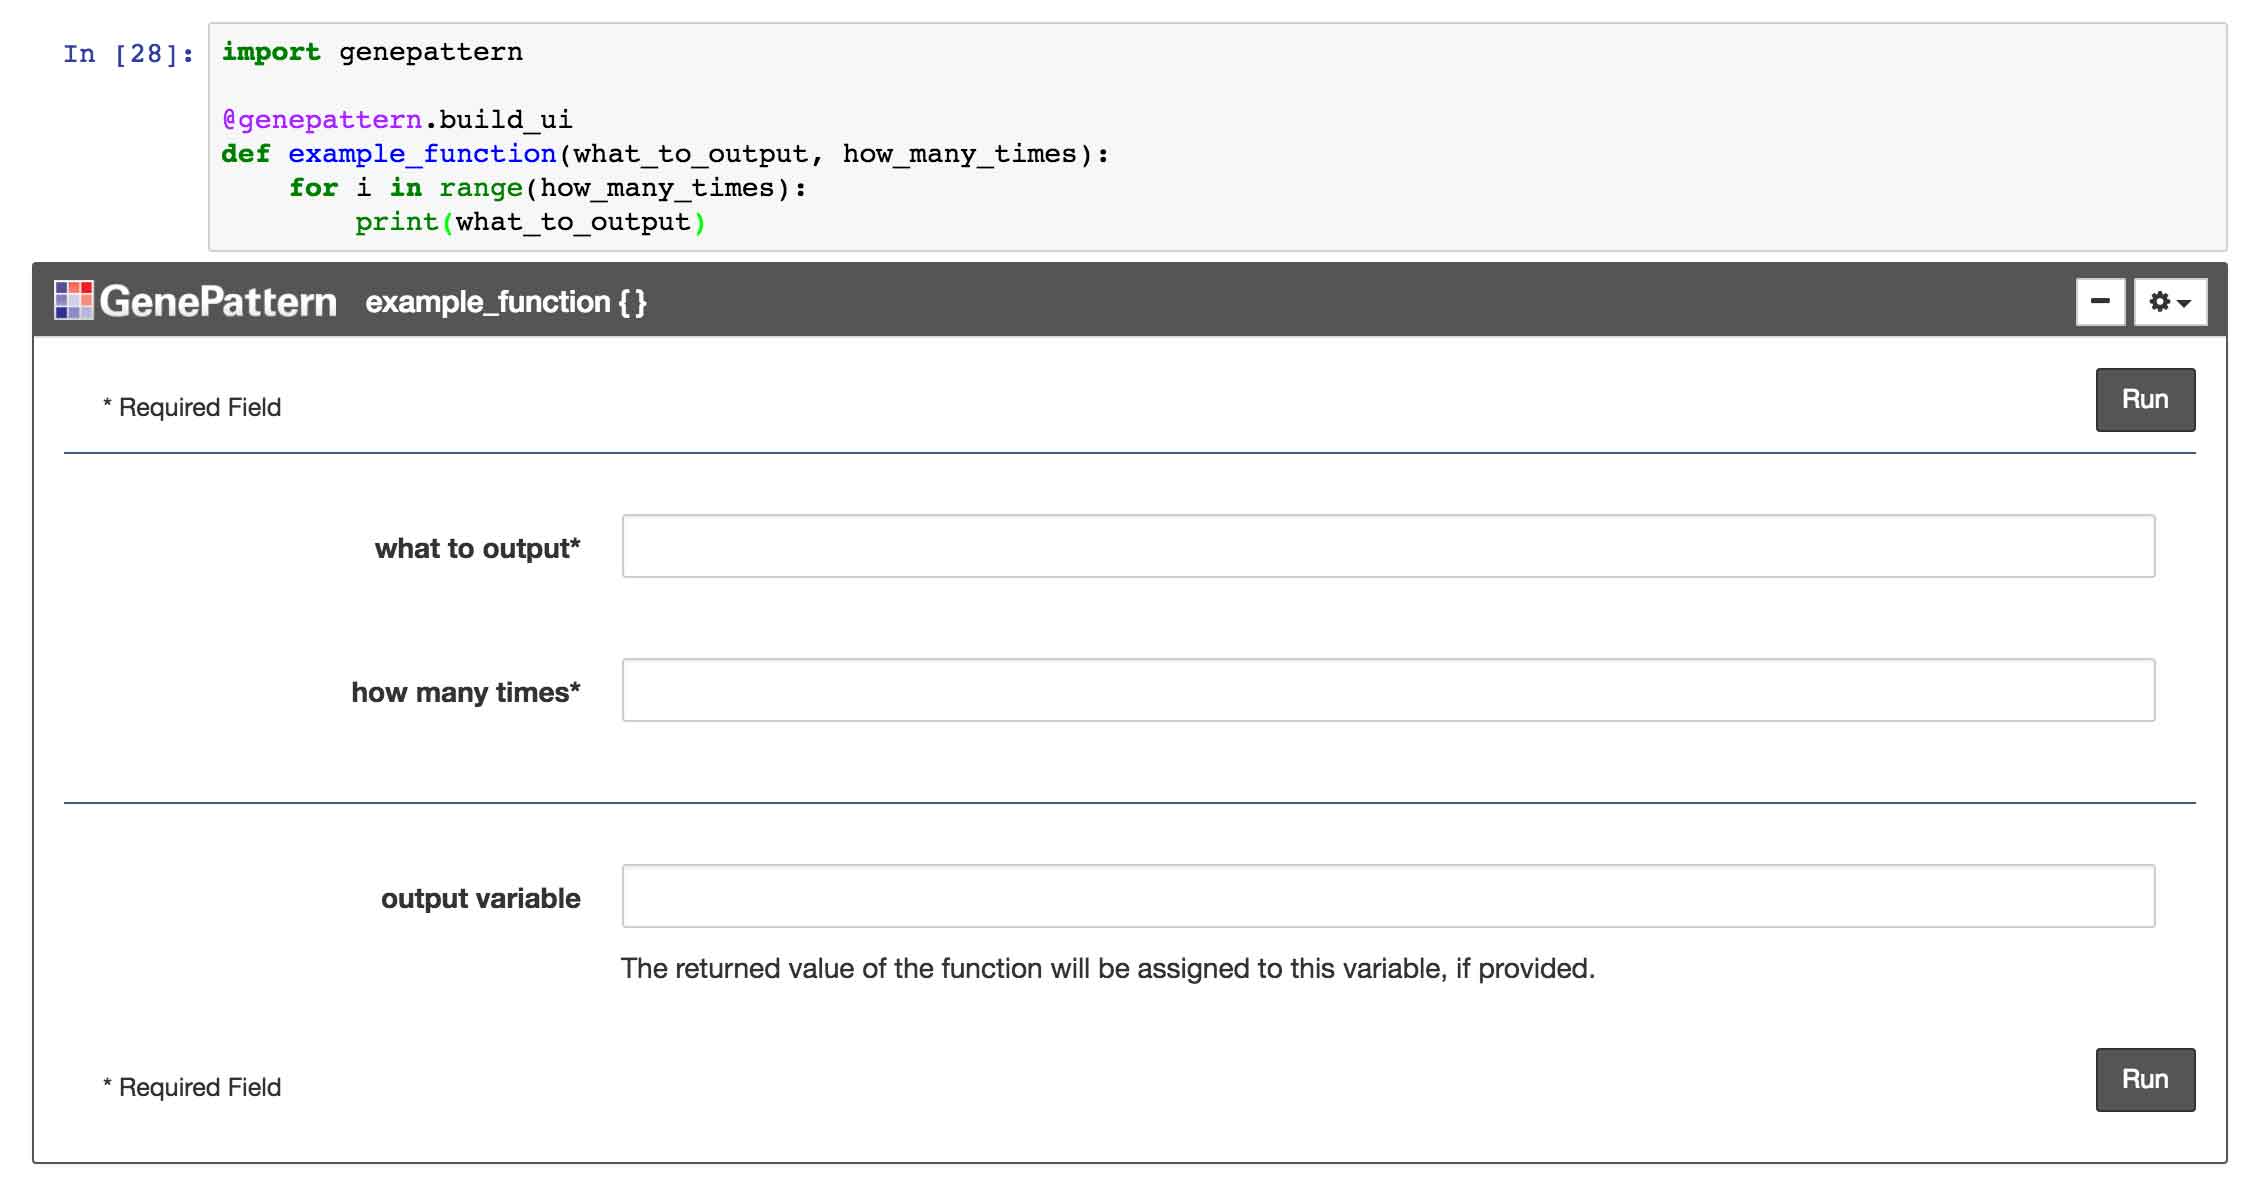 In [28]: import genepattern
@genepattern.build_ui
def example_function(what_to_output, how_many_times):
    for i in range(how_many_times):
        print(what_to_output)
GenePattern example_function {}
* Required Field Run
what to output*
how many times*
output variable
The returned value of the function will be assigned to this variable, if provided.
* Required Field Run